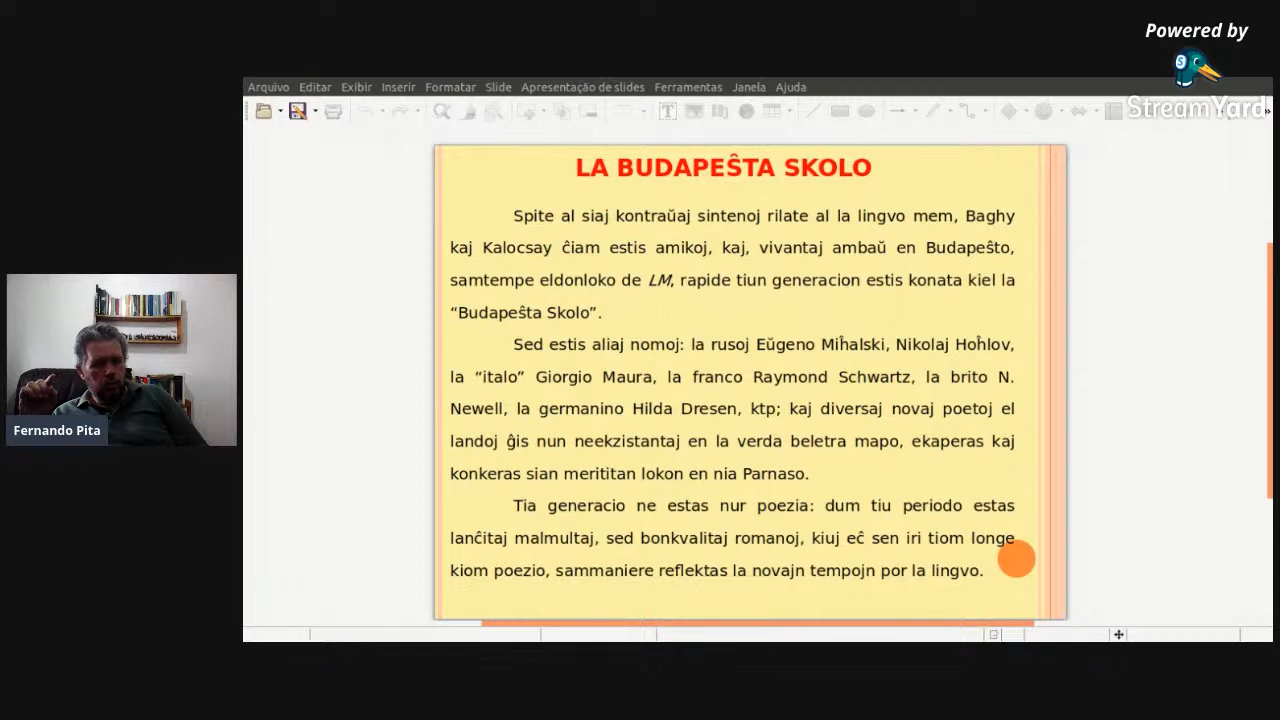 Powered by
StreamYard
Arquivo Editar Exibir Inserir Formatar Slide Apresentação de slides Ferramentas Janela Ajuda
LA BUDAPEŜTA SKOLO
Spite al siaj kontraŭaj sintenoj rilate al la lingvo mem, Baghy
kaj Kalocsay ĉiam estis amikoj, kaj, vivantaj ambaŭ en Budapeŝto,
samtempe eldonloko de LM, rapide tiun generacion estis konata kiel la
“Budapeŝta Skolo”.
Sed estis aliaj nomoj: la rusoj Eŭgeno Miĥalski, Nikolaj Hoĥlov,
la “italo” Giorgio Maura, la franco Raymond Schwartz, la brito N.
Newell, la germanino Hilda Dresen, ktp; kaj diversaj novaj poetoj el
landoj ĝis nun neekzistantaj en la verda beletra mapo, ekaperas kaj
konkeras sian merititan lokon en nia Parnaso.
Tia generacio ne estas nur poezia: dum tiu periodo estas
lanĉitaj malmultaj, sed bonkvalitaj romanoj, kiuj eĉ sen iri tiom longe
kiom poezio, sammaniere reflektas la novajn tempojn por la lingvo.
Fernando Pita